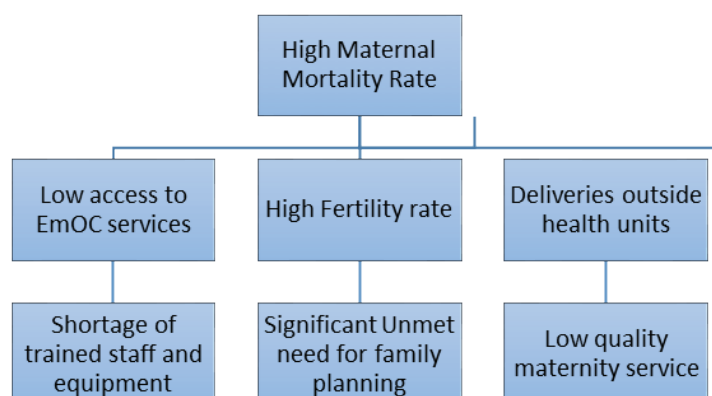 High Maternal
Mortality Rate
Low access to
EmOC services
High Fertility rate
Deliveries outside
health units
Shortage of
trained staff and
equipment
Significant Unmet
need for family
planning
Low quality
maternity service